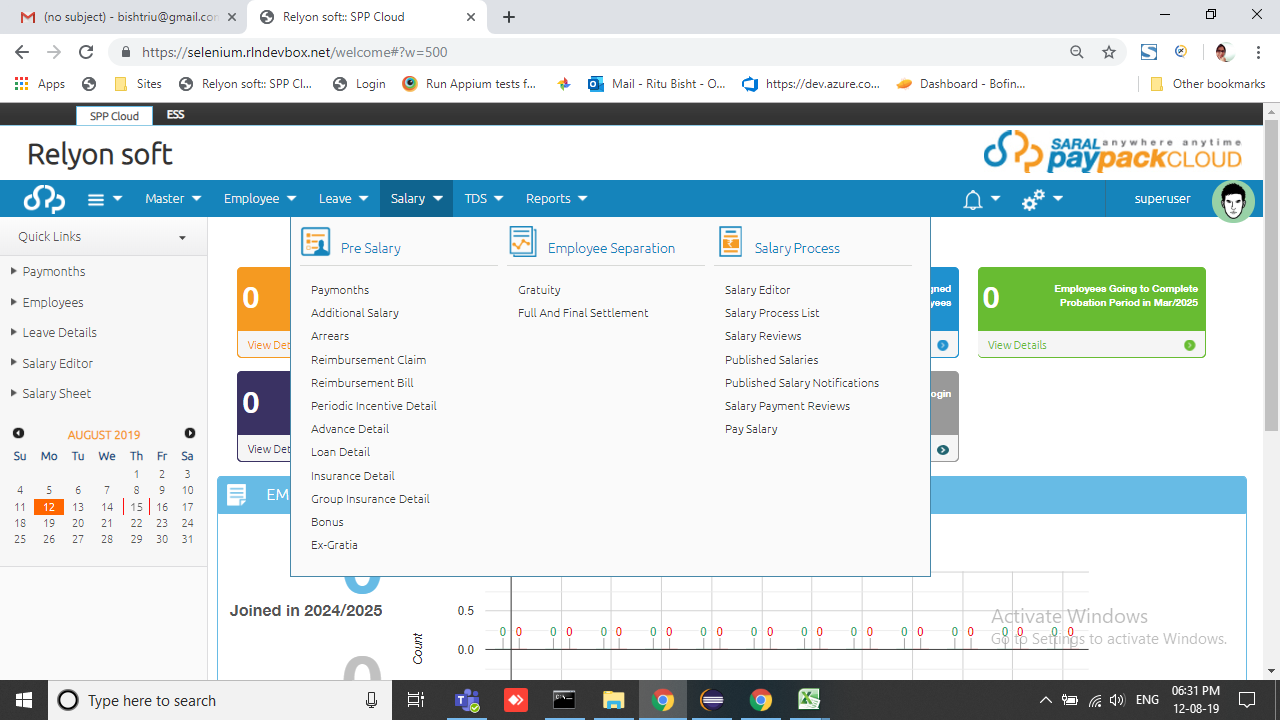 (no subject) - bishtriu@gmail.con
Relyon soft:: SPP Cloud
https://selenium.rlndevbox.net/welcome#?w=500
Apps
Sites
Relyon soft:: SPP Cl...
Login
Run Appium tests f...
Mail - Ritu Bisht - O...
https://dev.azure.co...
Dashboard - Bofin...
Other bookmarks
SPP Cloud
ESS
Relyon soft
SARAL anywhere anytime
paypackCLOUD
Master
Employee
Leave
Salary
TDS
Reports
superuser
Quick Links
Paymonths
Employees
Leave Details
Salary Editor
Salary Sheet
AUGUST 2019
Su Mo Tu We Th Fr Sa
1 2 3
4 5 6 7 8 9 10
11 12 13 14 15 16 17
18 19 20 21 22 23 24
25 26 27 28 29 30 31
Pre Salary
Paymonths
Additional Salary
Arrears
Reimbursement Claim
Reimbursement Bill
Periodic Incentive Detail
Advance Detail
Loan Detail
Insurance Detail
Group Insurance Detail
Bonus
Ex-Gratia
Employee Separation
Gratuity
Full And Final Settlement
Salary Process
Salary Editor
Salary Process List
Salary Reviews
Published Salaries
Published Salary Notifications
Salary Payment Reviews
Pay Salary
0
View Det
gned
yees
0
Employees Going to Complete
Probation Period in Mar/2025
View Details
0
View Det
ogin
EM
0
Joined in 2024/2025
0
Count
0.5
0.0
0 0 0 0 0 0 0 0 0 0 0 0 0 0 0 0 0 0 0 0 0 0 0 0
Activate Windows
Go to Settings to activate Windows.
Type here to search
ENG
06:31 PM
12-08-19